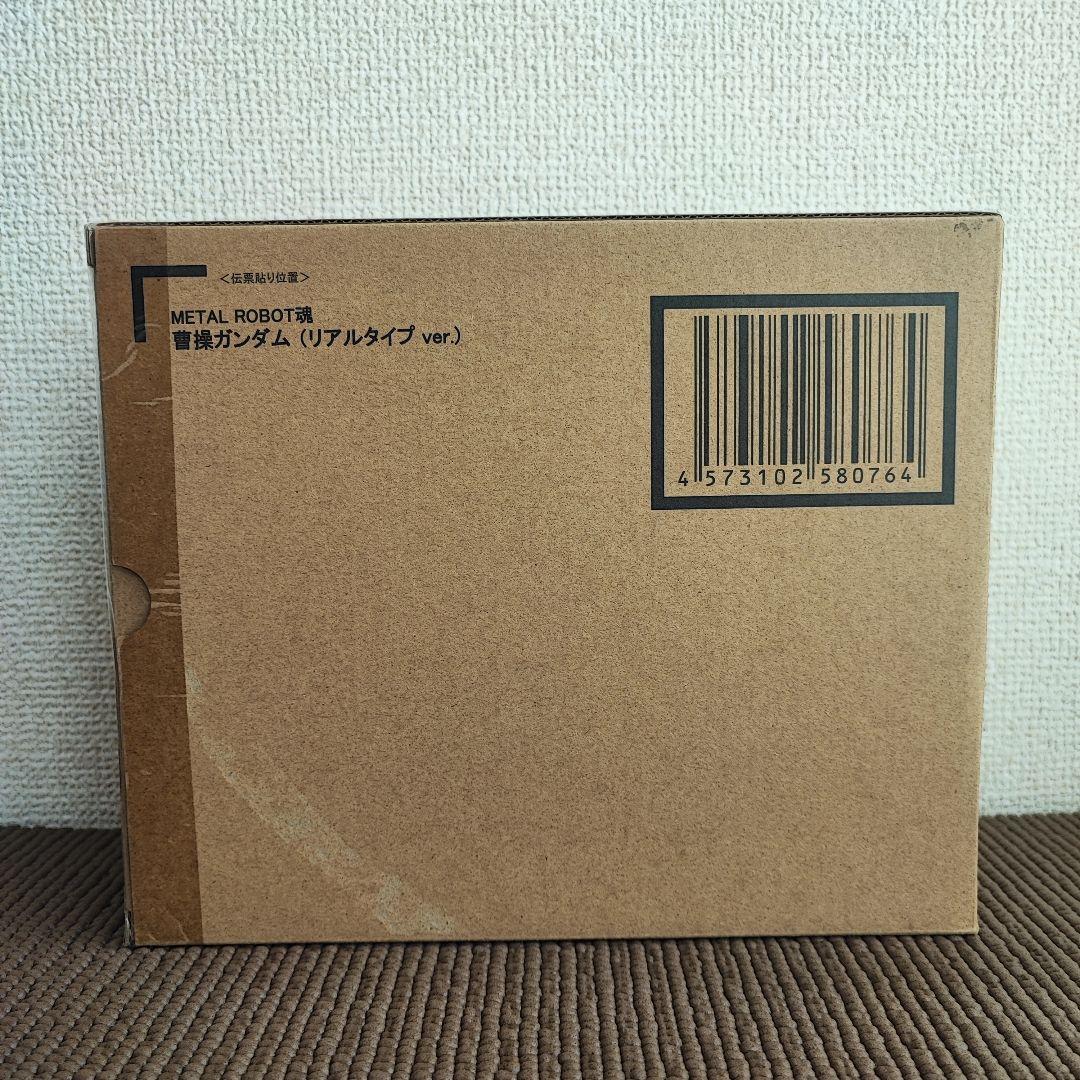 ＜伝票貼り位置＞
METAL ROBOT魂
曹操ガンダム（リアルタイプ ver.）
4 573102 580764